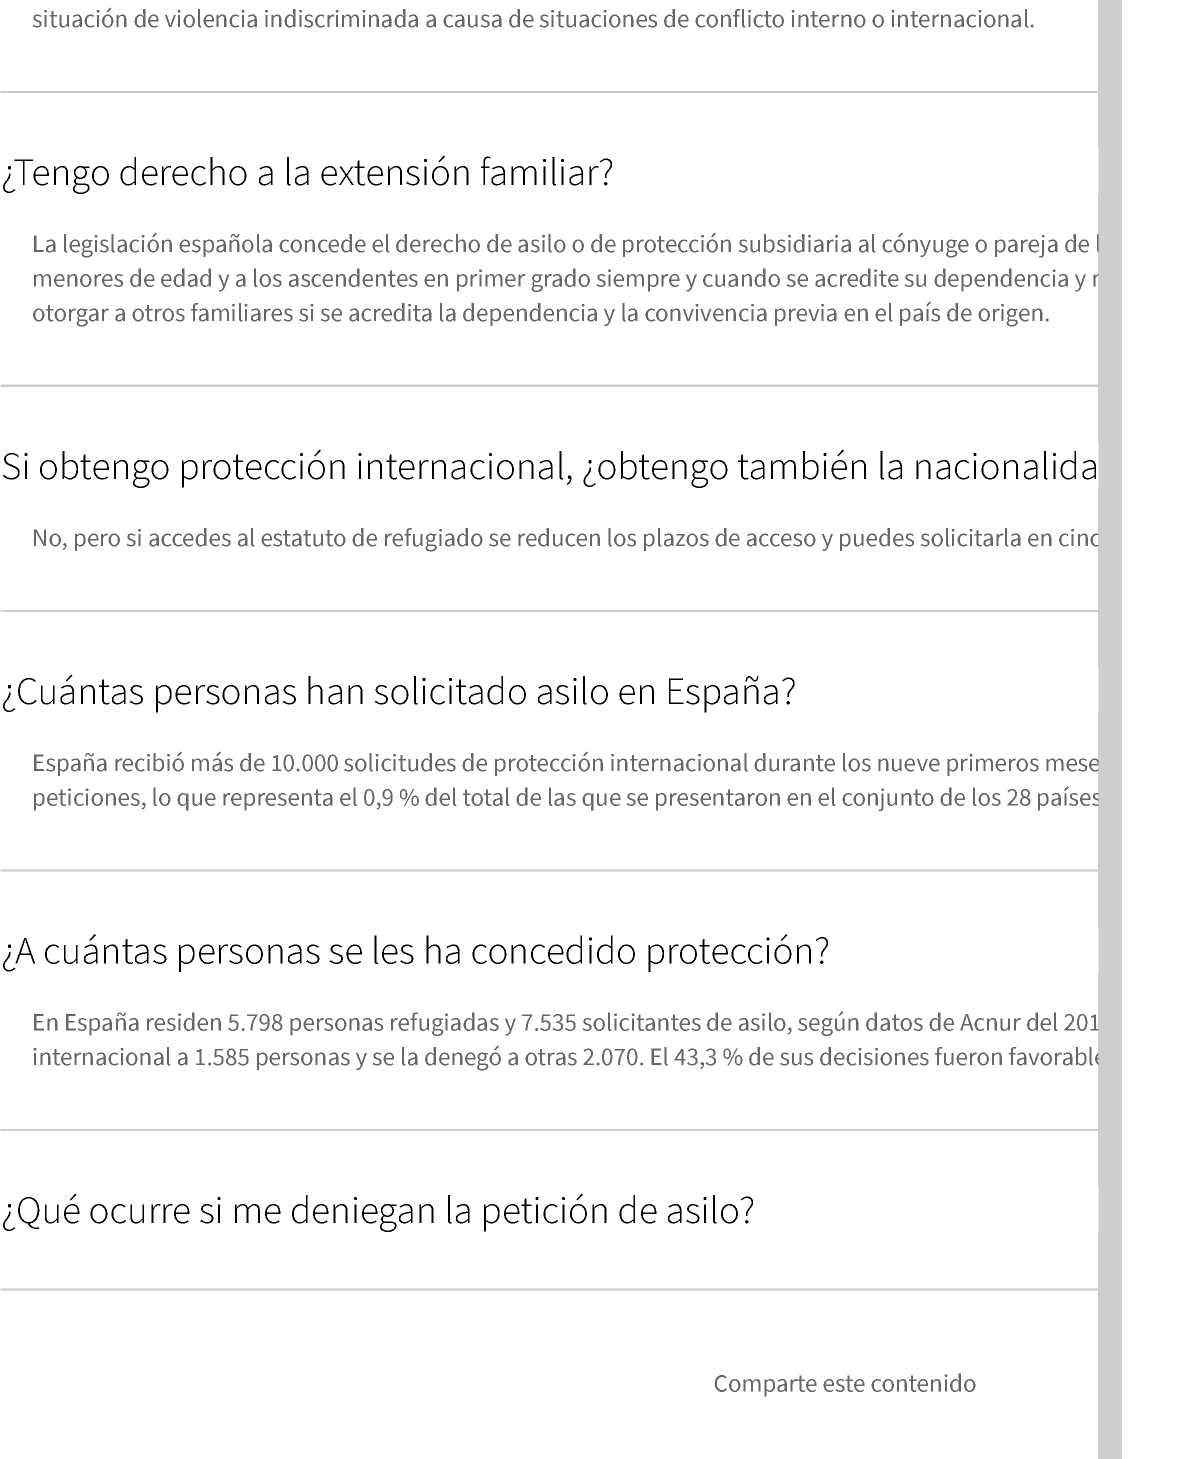 situación de violencia indiscriminada a causa de situaciones de conflicto interno o internacional.
¿Tengo derecho a la extensión familiar?
La legislación española concede el derecho de asilo o de protección subsidiaria al cónyuge o pareja de
menores de edad y a los ascendentes en primer grado siempre y cuando se acredite su dependencia y
otorgar a otros familiares si se acredita la dependencia y la convivencia previa en el país de origen.
Si obtengo protección internacional, ¿obtengo también la nacionalida
No, pero si accedes al estatuto de refugiado se reducen los plazos de acceso y puedes solicitarla en cinc
¿Cuántas personas han solicitado asilo en España?
España recibió más de 10.000 solicitudes de protección internacional durante los nueve primeros mese
peticiones, lo que representa el 0,9 % del total de las que se presentaron en el conjunto de los 28 países
¿A cuántas personas se les ha concedido protección?
En España residen 5.798 personas refugiadas y 7.535 solicitantes de asilo, según datos de Acnur del 201
internacional a 1.585 personas y se la denegó a otras 2.070. El 43,3 % de sus decisiones fueron favorable
¿Qué ocurre si me deniegan la petición de asilo?
Comparte este contenido